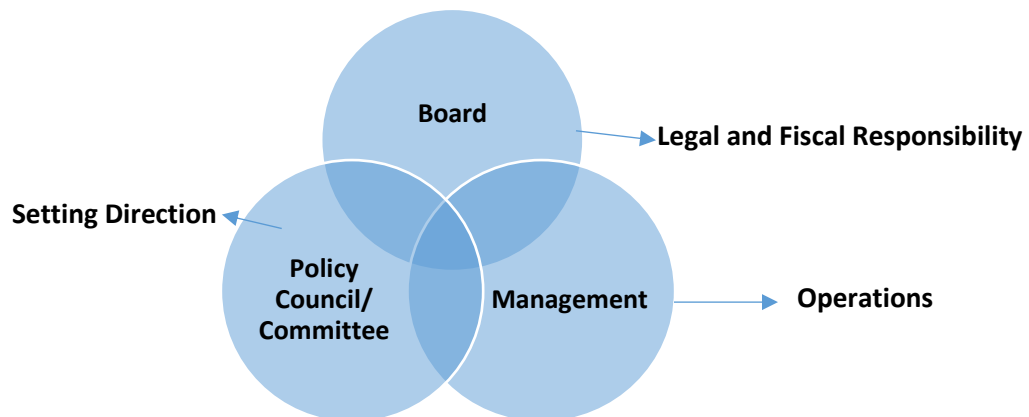 Board
Legal and Fiscal Responsibility
Setting Direction
Policy
Council/
Committee
Management
Operations